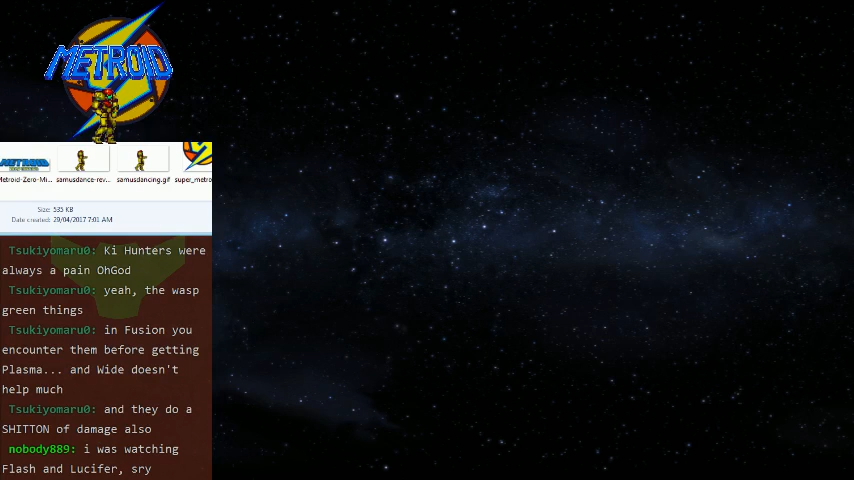 METROID
Metroid-Zero-Mi... samusdance-rev... samusdancing.gif super_metro
Size: 535 KB
Date created: 29/04/2017 7:01 AM
Tsukiyomaru0: Ki Hunters were
always a pain OhGod
Tsukiyomaru0: yeah, the wasp
green things
Tsukiyomaru0: in Fusion you
encounter them before getting
Plasma... and Wide doesn't
help much
Tsukiyomaru0: and they do a
SHITTON of damage also
nobody889: i was watching
Flash and Lucifer, sry